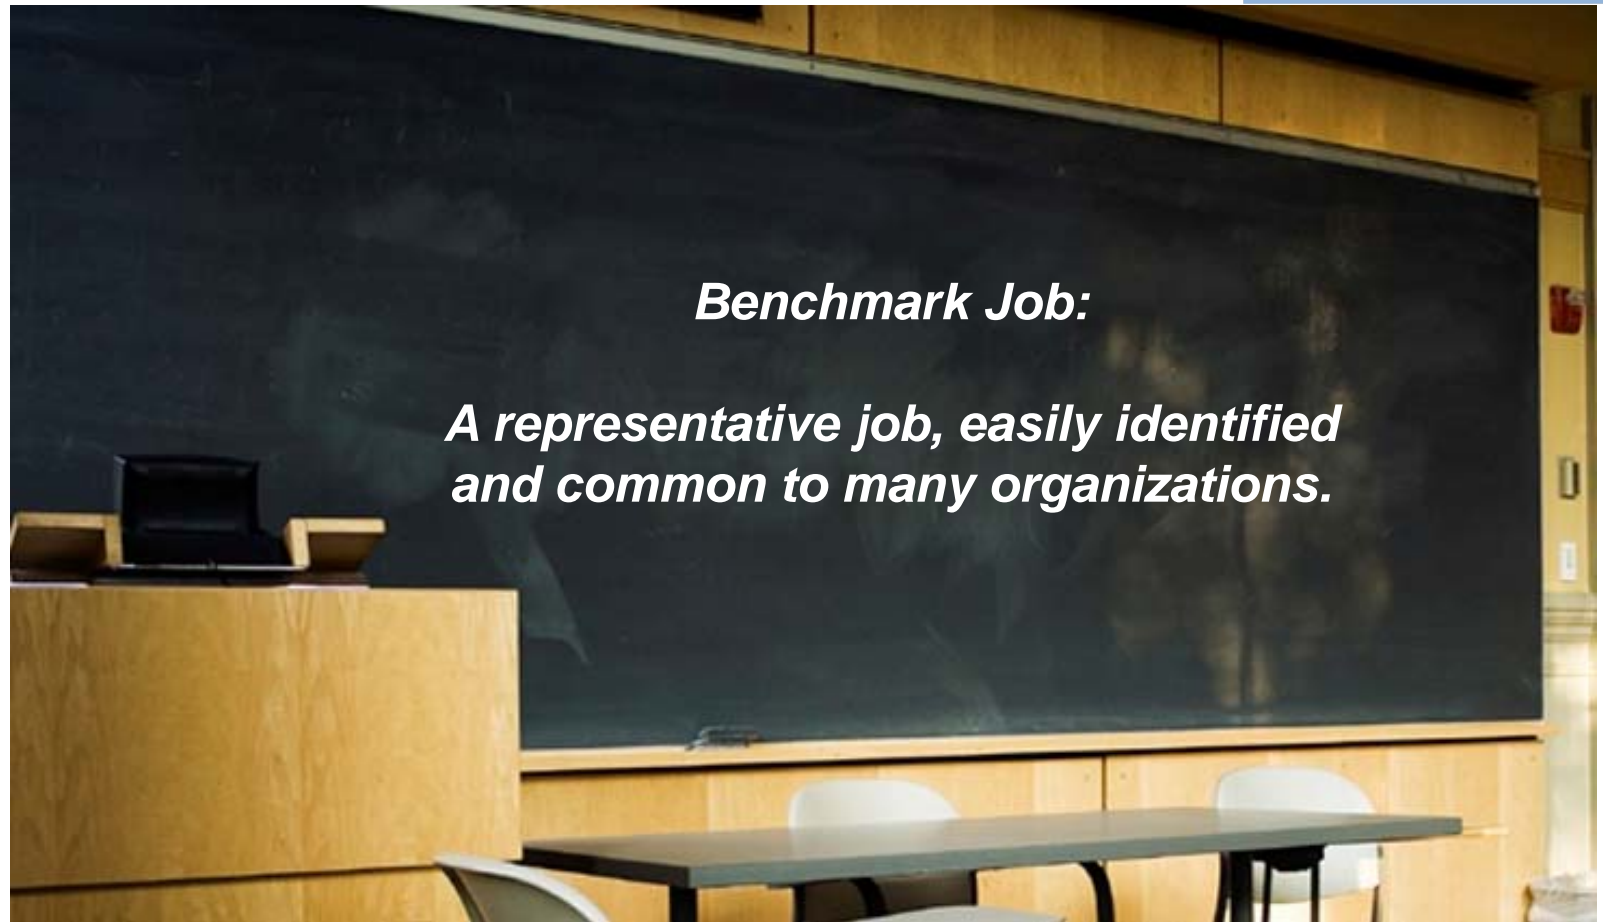 Benchmark Job:
A representative job, easily identified
and common to many organizations.